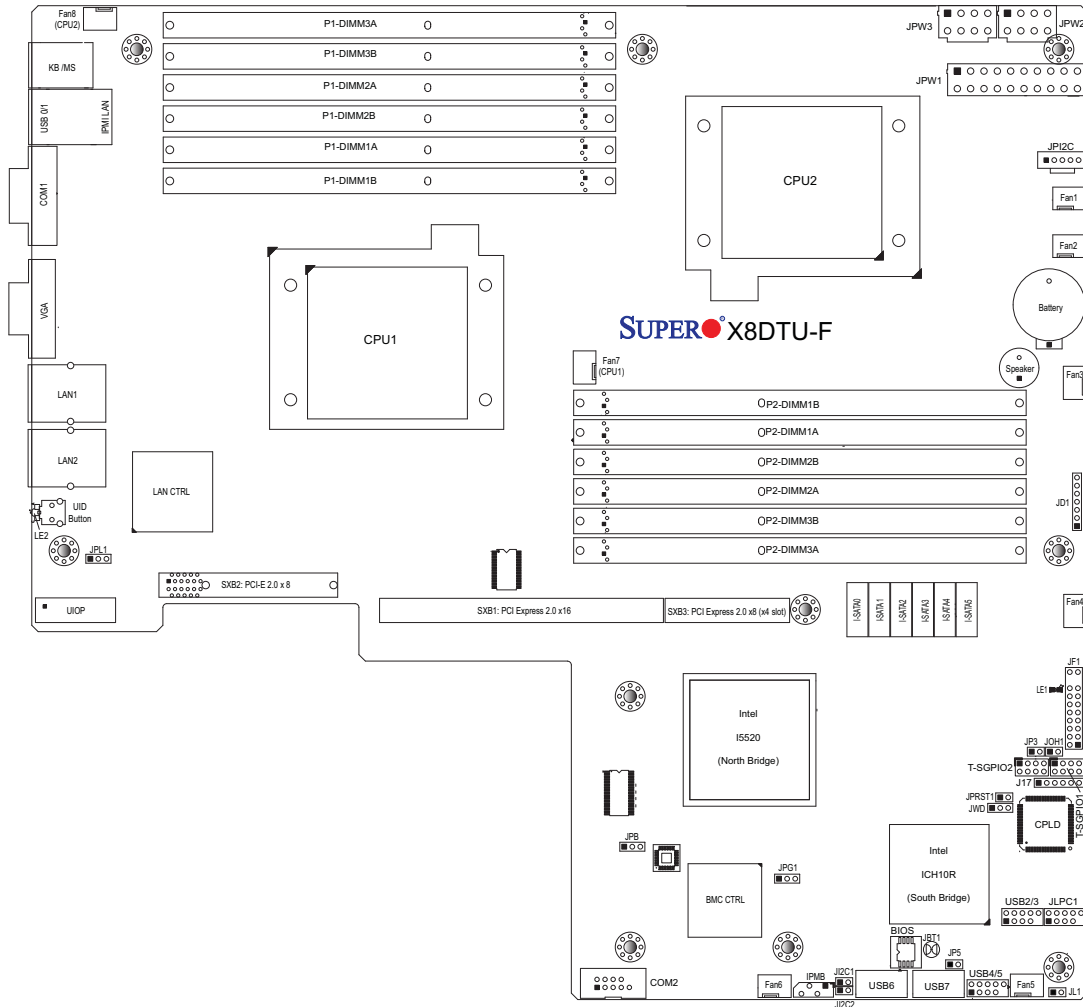 Fan8
(CPU2)
KB /MS
USB 0/1
IPMI LAN
COM1
VGA
LAN1
LAN2
UID
Button
LE2
JPL1
UIOP
LAN CTRL
P1-DIMM3A
P1-DIMM3B
P1-DIMM2A
P1-DIMM2B
P1-DIMM1A
P1-DIMM1B
CPU1
CPU2
JPW3
JPW2
JPW1
JPI2C
Fan1
Fan2
Battery
Speaker
Fan3
SUPER X8DTU-F
Fan7
(CPU1)
P2-DIMM1B
P2-DIMM1A
P2-DIMM2B
P2-DIMM2A
P2-DIMM3B
P2-DIMM3A
JD1
SXB2: PCI-E 2.0 x 8
SXB1: PCI Express 2.0 x16
SXB3: PCI Express 2.0 x8 (x4 slot)
I-SATA0
I-SATA1
I-SATA2
I-SATA3
I-SATA4
I-SATA5
Fan4
JF1
LE1
Intel
I5520
(North Bridge)
JP3
JOH1
T-SGPIO2
J17
T-SGPIO1
JPRST1
JWD
CPLD
JPB
BMC CTRL
JPG1
Intel
ICH10R
(South Bridge)
USB2/3
JLPC1
BIOS
JBT1
JP5
COM2
Fan6
IPMB
JI2C1
JI2C2
USB6
USB7
USB4/5
Fan5
JL1